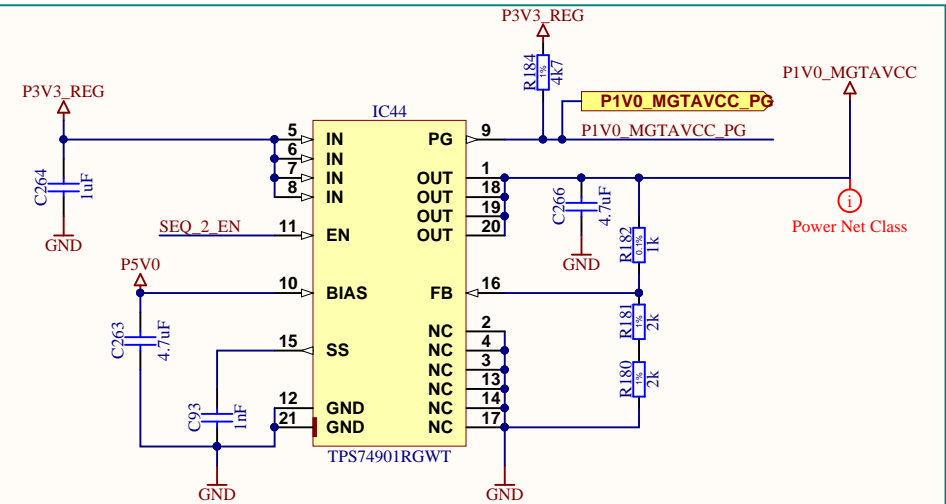 P3V3_REG
R184
1%
4k7
P1V0_MGTAVCC
P3V3_REG
IC44
P1V0_MGTAVCC_PG
P1V0_MGTAVCC_PG
5 IN PG 9
6 IN
7 IN OUT 1
8 IN OUT 18
OUT 19
OUT 20
C264
1uF
GND
C266
4.7uF
GND
R182
0.1%
1k
i
Power Net Class
SEQ_2_EN 11 EN
P5V0
10 BIAS FB 16
C263
4.7uF
R181
1%
2k
NC 2
15 SS NC 4
NC 3
NC 13
R180
1%
2k
12 GND NC 14
21 GND NC 17
C93
1nF
TPS74901RGWT
GND
GND